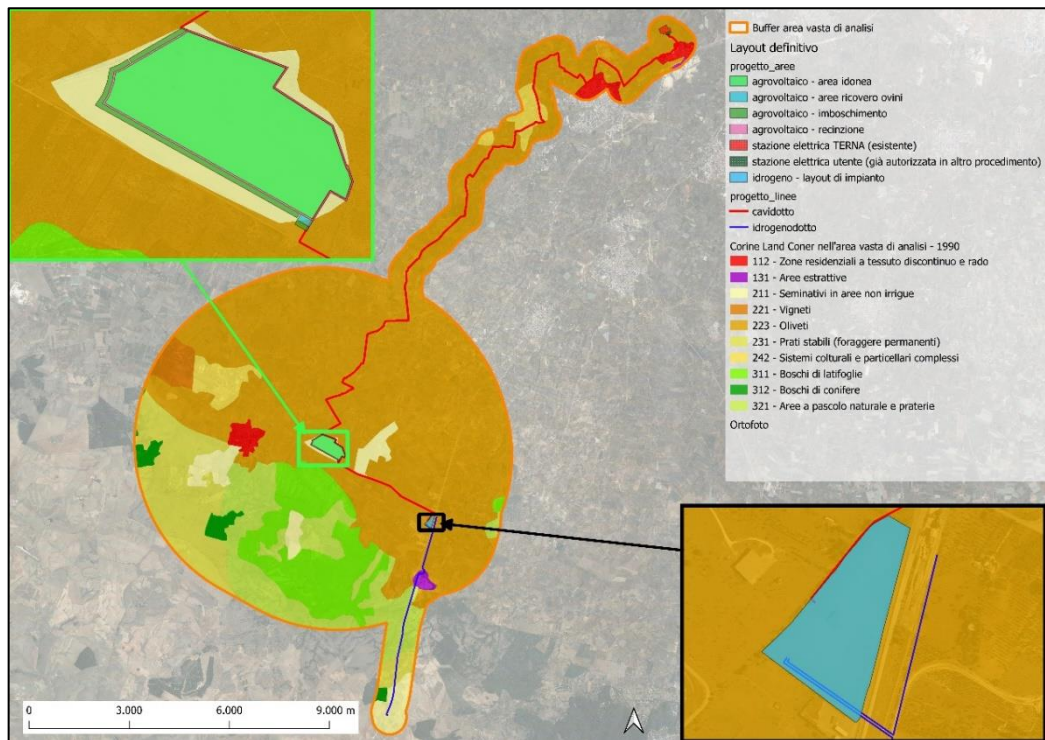 Buffer area vasta di analisi
Layout definitivo
progetto_aree
agrovoltaico - area idonea
agrovoltaico - aree ricovero ovini
agrovoltaico - imboschimento
agrovoltaico - recinzione
stazione elettrica TERNA (esistente)
stazione elettrica utente (già autorizzata in altro procedimento)
idrogeno - layout di impianto
progetto_linee
cavidotto
idrogenodotto
Corine Land Coner nell'area vasta di analisi - 1990
112 - Zone residenziali a tessuto discontinuo e rado
131 - Aree estrattive
211 - Seminativi in aree non irrigue
221 - Vigneti
223 - Oliveti
231 - Prati stabili (foraggere permanenti)
242 - Sistemi colturali e particellari complessi
311 - Boschi di latifoglie
312 - Boschi di conifere
321 - Aree a pascolo naturale e praterie
Ortofoto
0 3.000 6.000 9.000 m